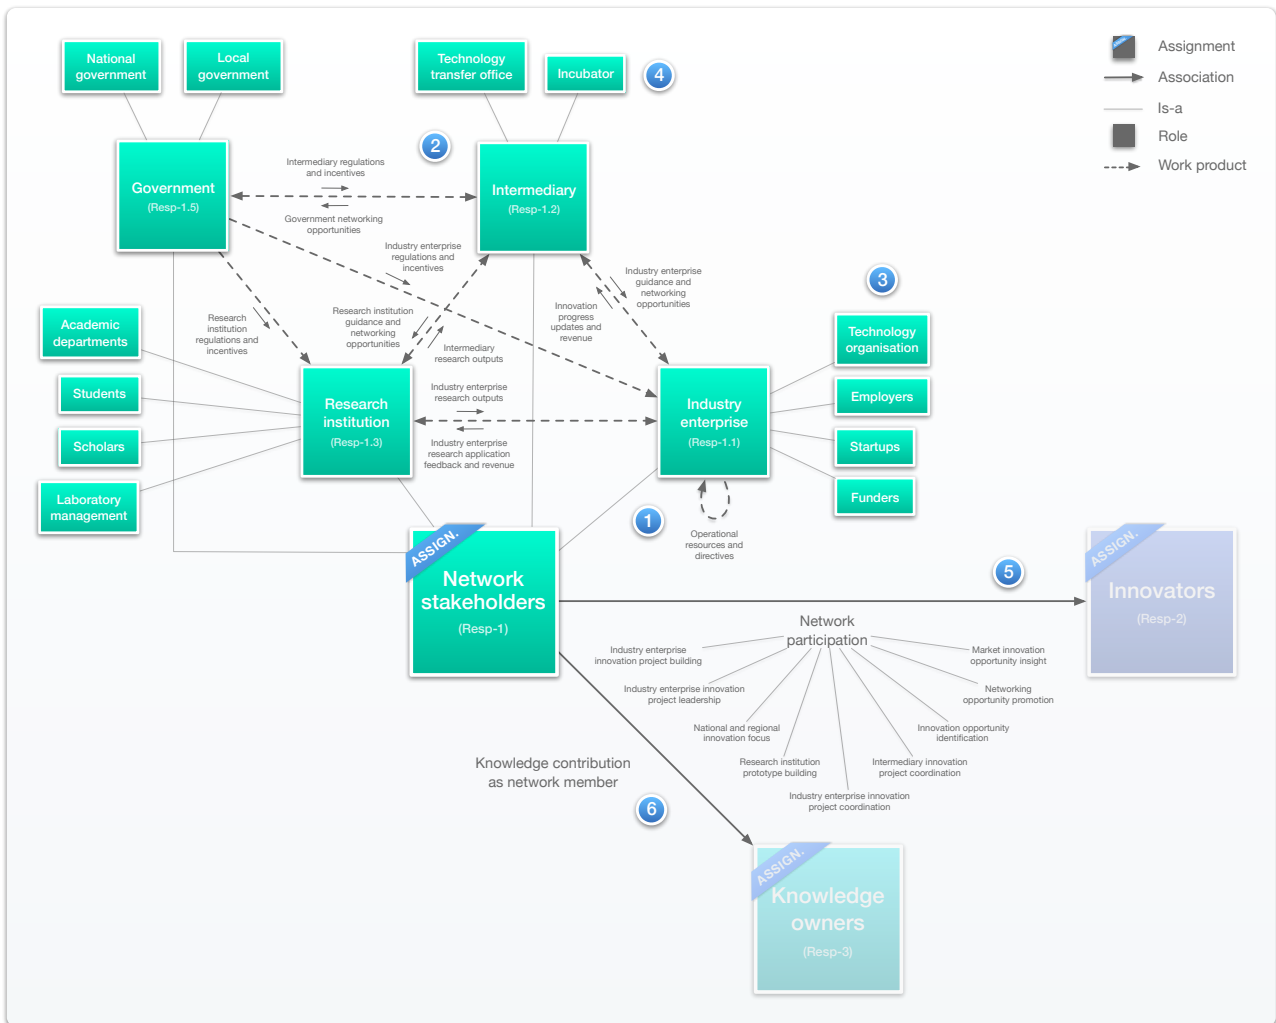 National
government
Local
government
Technology
transfer office
Incubator
4
Assignment
Association
Is-a
Role
Work product
2
Government
(Resp-1.5)
Intermediary regulations
and incentives
Government networking
opportunities
Intermediary
(Resp-1.2)
Industry enterprise
regulations and
incentives
Industry enterprise
guidance and
networking
opportunities
Innovation
progress
updates and
revenue
3
Research
institution
regulations and
incentives
Research institution
guidance and
networking
opportunities
Intermediary
research outputs
Academic
departments
Students
Scholars
Laboratory
management
Research
institution
(Resp-1.3)
Industry enterprise
research outputs
Industry enterprise
research application
feedback and revenue
Industry
enterprise
(Resp-1.1)
Technology
organisation
Employers
Startups
Funders
1
Operational
resources and
directives
ASSIGN.
Network
stakeholders
(Resp-1)
5
ASSIGN.
Innovators
(Resp-2)
Network
participation
Industry enterprise
innovation project building
Industry enterprise innovation
project leadership
National and regional
innovation focus
Research institution
prototype building
Industry enterprise innovation
project coordination
Intermediary innovation
project coordination
Innovation opportunity
identification
Networking
opportunity promotion
Market innovation
opportunity insight
Knowledge contribution
as network member
6
ASSIGN.
Knowledge
owners
(Resp-3)